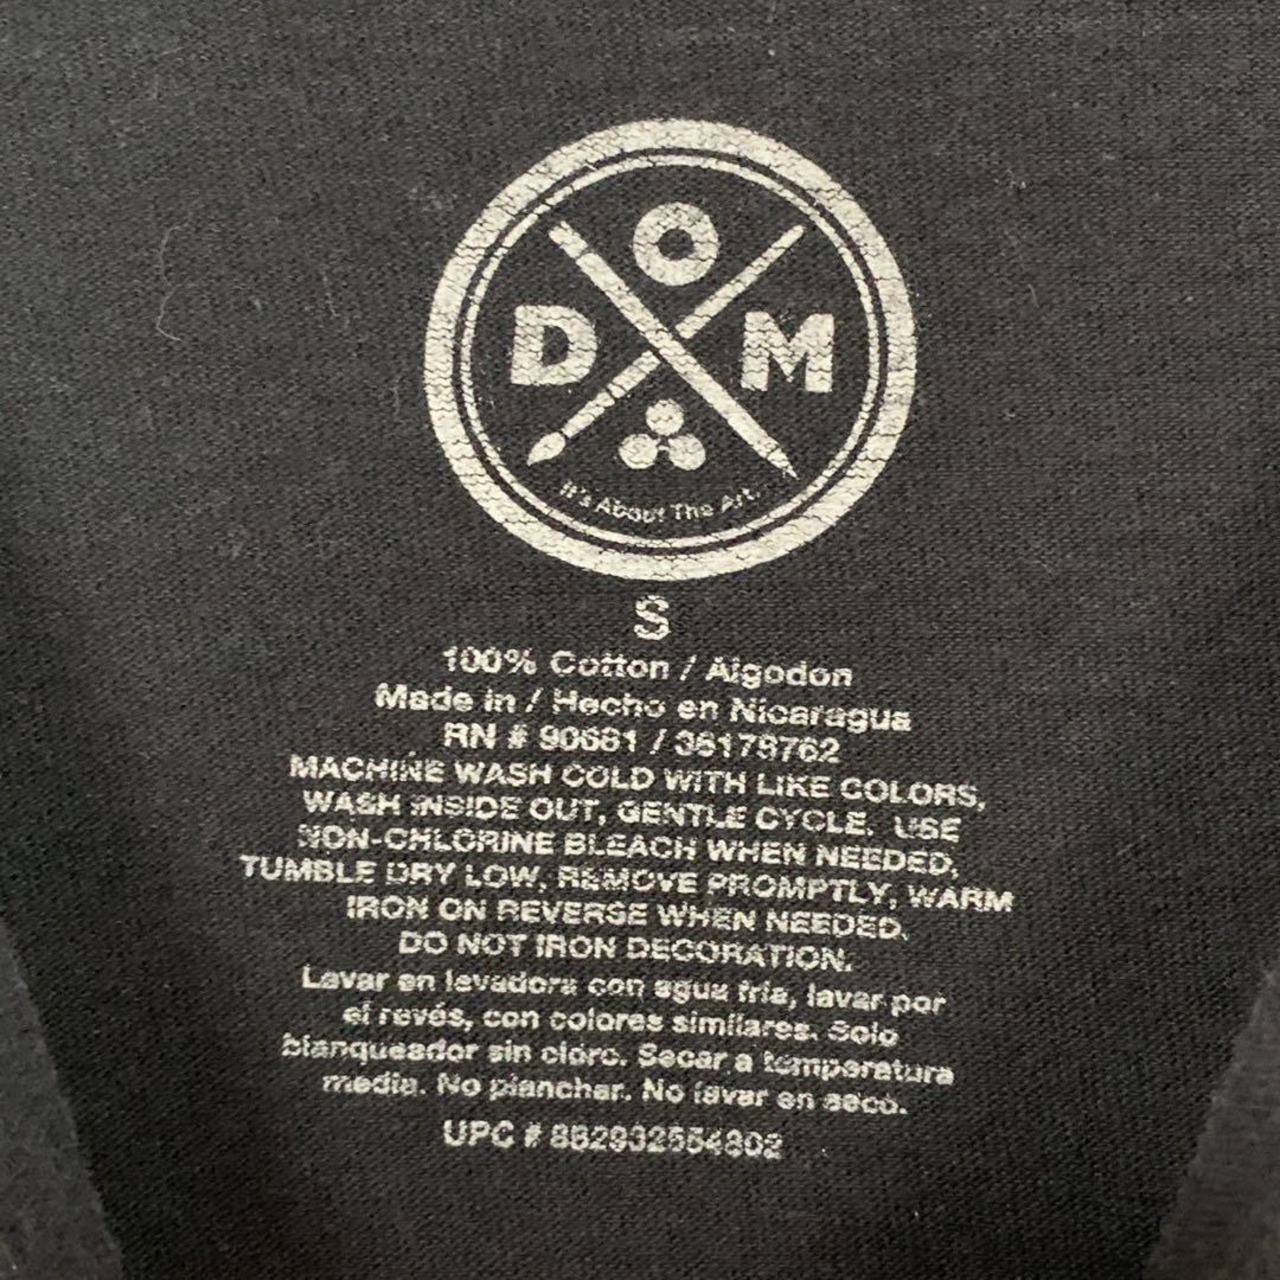 O
D M
It's About The Art.
S
100% Cotton / Algodon
Made in / Hecho en Nicaragua
RN # 90681 /
MACHINE WASH COLD WITH LIKE COLORS,
WASH INSIDE OUT, GENTLE CYCLE. USE
NON-CHLORINE BLEACH WHEN NEEDED,
TUMBLE DRY LOW, REMOVE PROMPTLY, WARM
IRON ON REVERSE WHEN NEEDED.
DO NOT IRON DECORATION.
Lavar en lavadora con agua fria, lavar por
el revés, con colores similares. Solo
blanqueador sin cloro. Secar a temperatura
media. No planchar. No lavar en seco.
UPC #